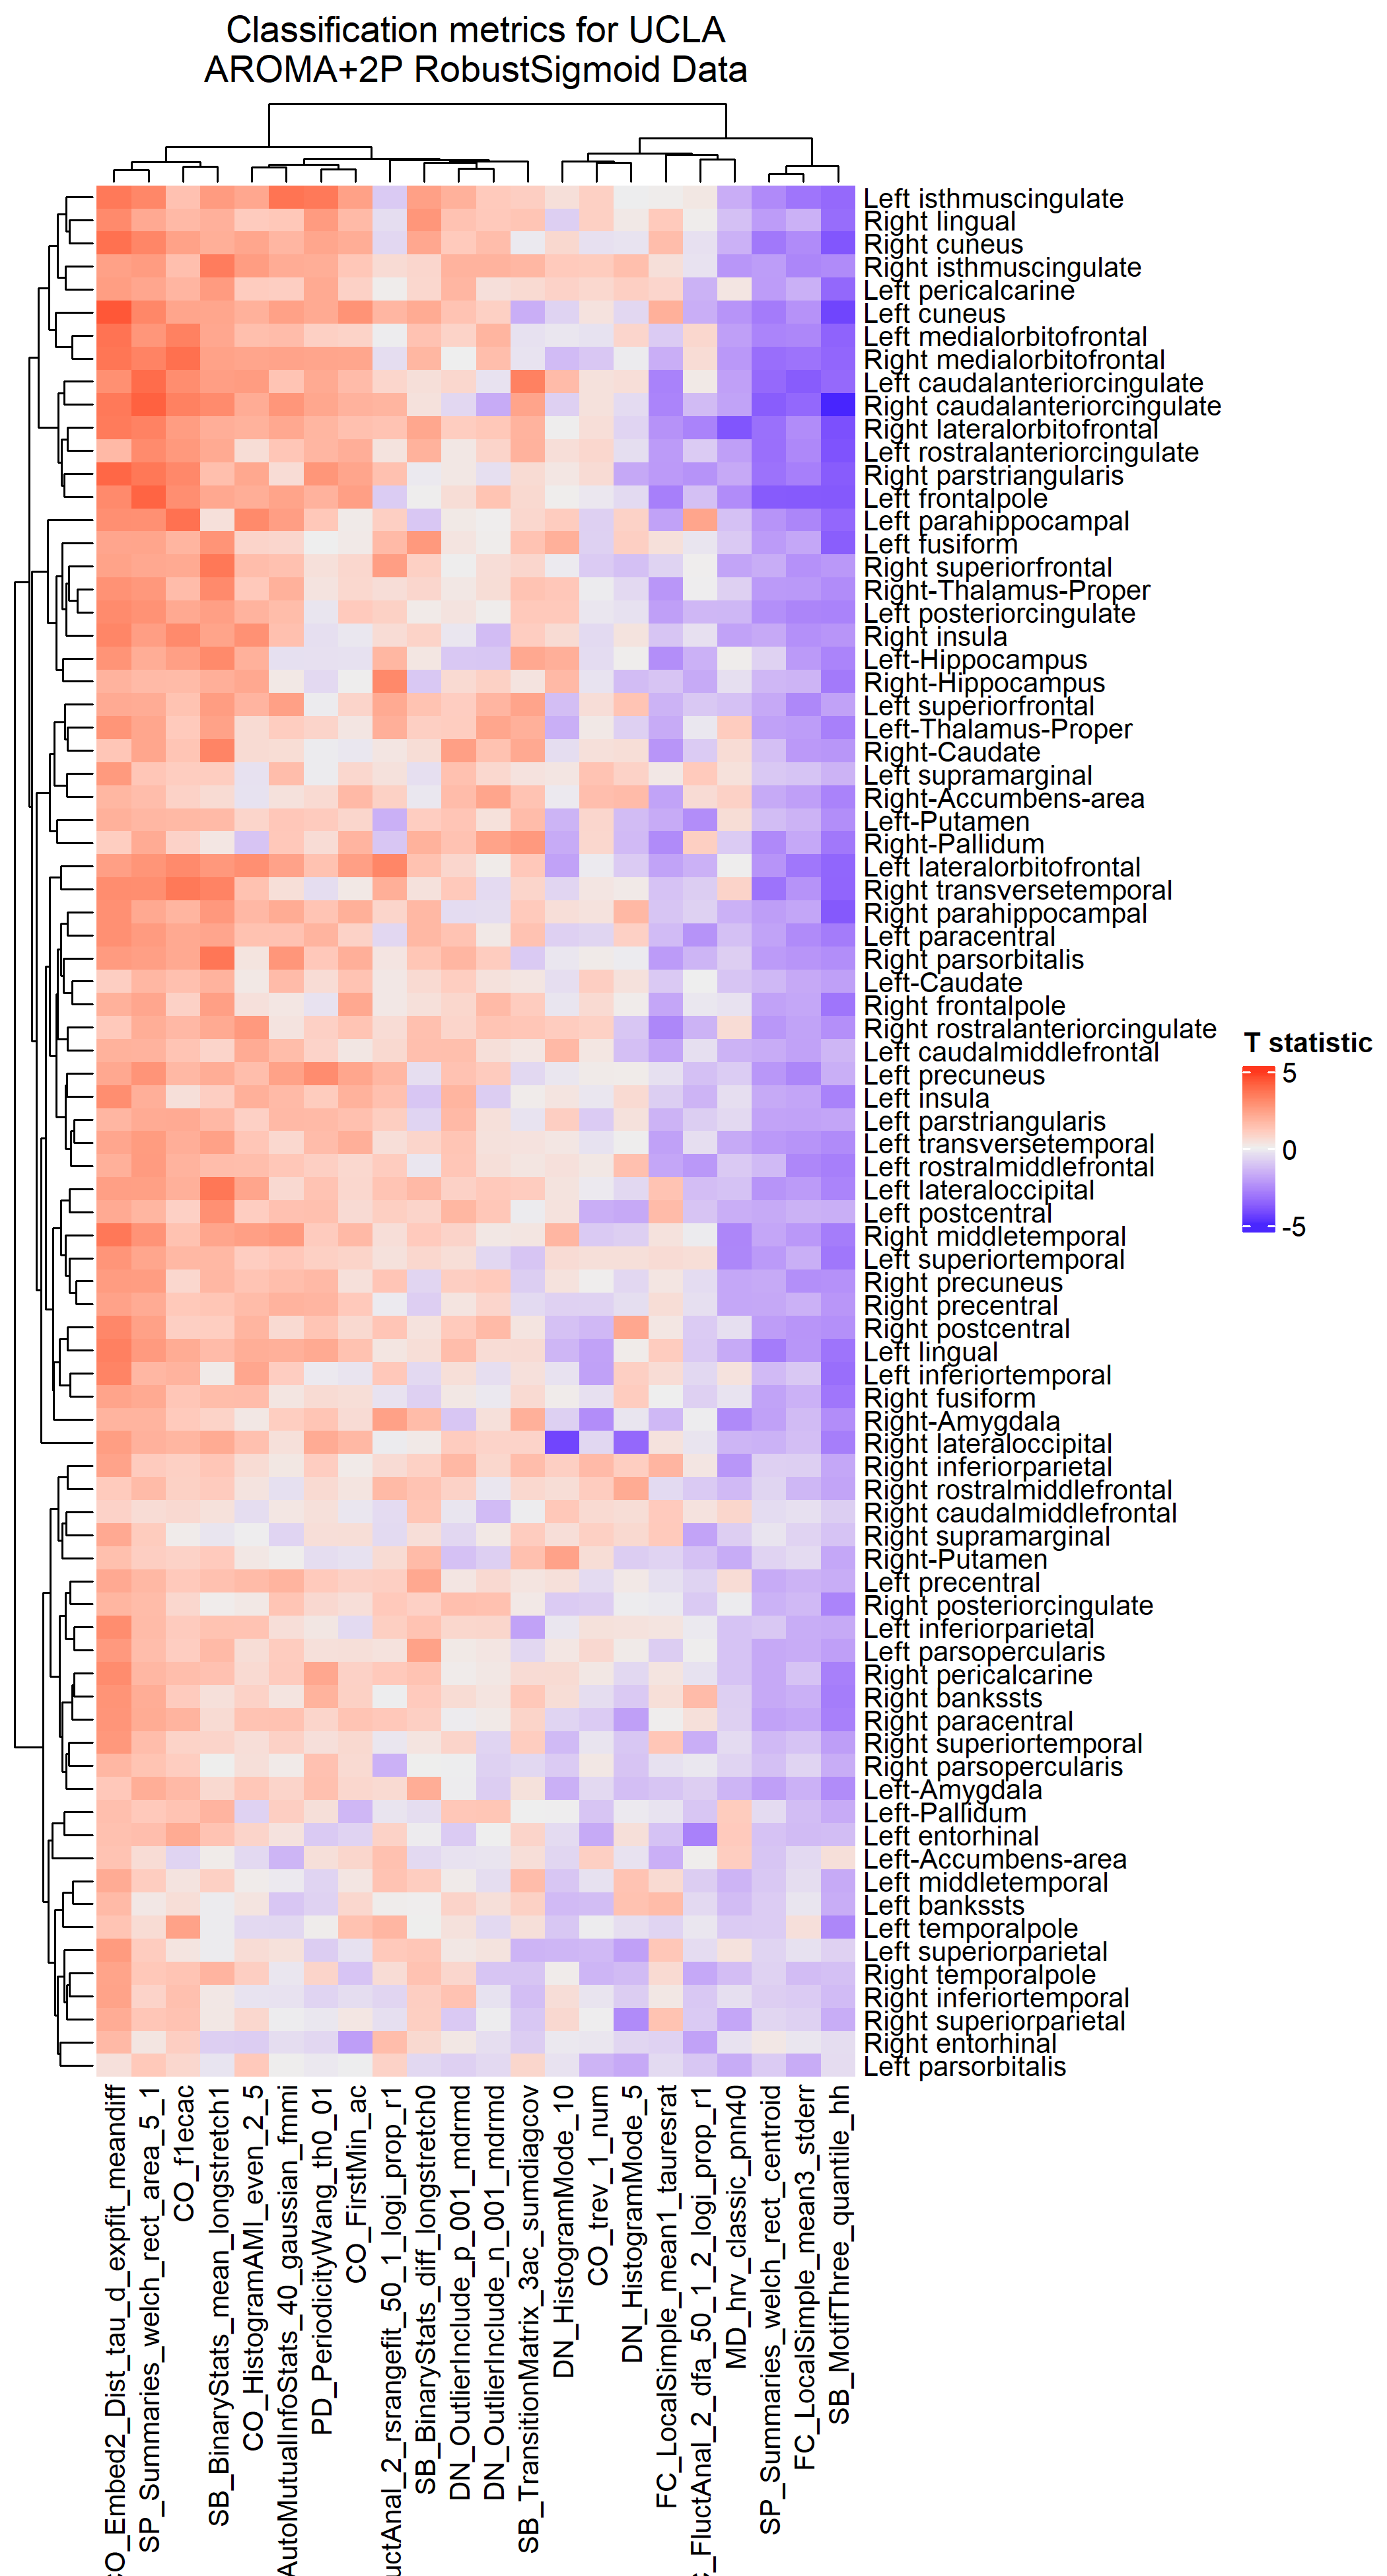 Classification metrics for UCLA
AROMA+2P RobustSigmoid Data
Left isthmuscingulate
Right lingual
Right cuneus
Right isthmuscingulate
Left pericalcarine
Left cuneus
Left medialorbitofrontal
Right medialorbitofrontal
Left caudalanteriorcingulate
Right caudalanteriorcingulate
Right lateralorbitofrontal
Left rostralanteriorcingulate
Right parstriangularis
Left frontalpole
Left parahippocampal
Left fusiform
Right superiorfrontal
Right-Thalamus-Proper
Left posteriorcingulate
Right insula
Left-Hippocampus
Right-Hippocampus
Left superiorfrontal
Left-Thalamus-Proper
Right-Caudate
Left supramarginal
Right-Accumbens-area
Left-Putamen
Right-Pallidum
Left lateralorbitofrontal
Right transversetemporal
Right parahippocampal
Left paracentral
Right parsorbitalis
Left-Caudate
Right frontalpole
Right rostralanteriorcingulate
Left caudalmiddlefrontal
Left precuneus
Left insula
Left parstriangularis
Left transversetemporal
Left rostralmiddlefrontal
Left lateraloccipital
Left postcentral
Right middletemporal
Left superiortemporal
Right precuneus
Right precentral
Right postcentral
Left lingual
Left inferiortemporal
Right fusiform
Right-Amygdala
Right lateraloccipital
Right inferiorparietal
Right rostralmiddlefrontal
Right caudalmiddlefrontal
Right supramarginal
Right-Putamen
Left precentral
Right posteriorcingulate
Left inferiorparietal
Left parsopercularis
Right pericalcarine
Right bankssts
Right paracentral
Right superiortemporal
Right parsopercularis
Left-Amygdala
Left-Pallidum
Left entorhinal
Left-Accumbens-area
Left middletemporal
Left bankssts
Left temporalpole
Left superiorparietal
Right temporalpole
Right inferiortemporal
Right superiorparietal
Right entorhinal
Left parsorbitalis
T statistic
5
0
-5
CO_Embed2_Dist_tau_d_expfit_meandiff
SP_Summaries_welch_rect_area_5_1
CO_f1ecac
SB_BinaryStats_mean_longstretch1
CO_HistogramAMI_even_2_5
AutoMutualInfoStats_40_gaussian_fmmi
PD_PeriodicityWang_th0_01
CO_FirstMin_ac
uctAnal_2_rsrangefit_50_1_logi_prop_r1
SB_BinaryStats_diff_longstretch0
DN_OutlierInclude_p_001_mdrmd
DN_OutlierInclude_n_001_mdrmd
SB_TransitionMatrix_3ac_sumdiagcov
DN_HistogramMode_10
CO_trev_1_num
DN_HistogramMode_5
FC_LocalSimple_mean1_tauresrat
_FluctAnal_2_dfa_50_1_2_logi_prop_r1
MD_hrv_classic_pnn40
SP_Summaries_welch_rect_centroid
FC_LocalSimple_mean3_stderr
SB_MotifThree_quantile_hh